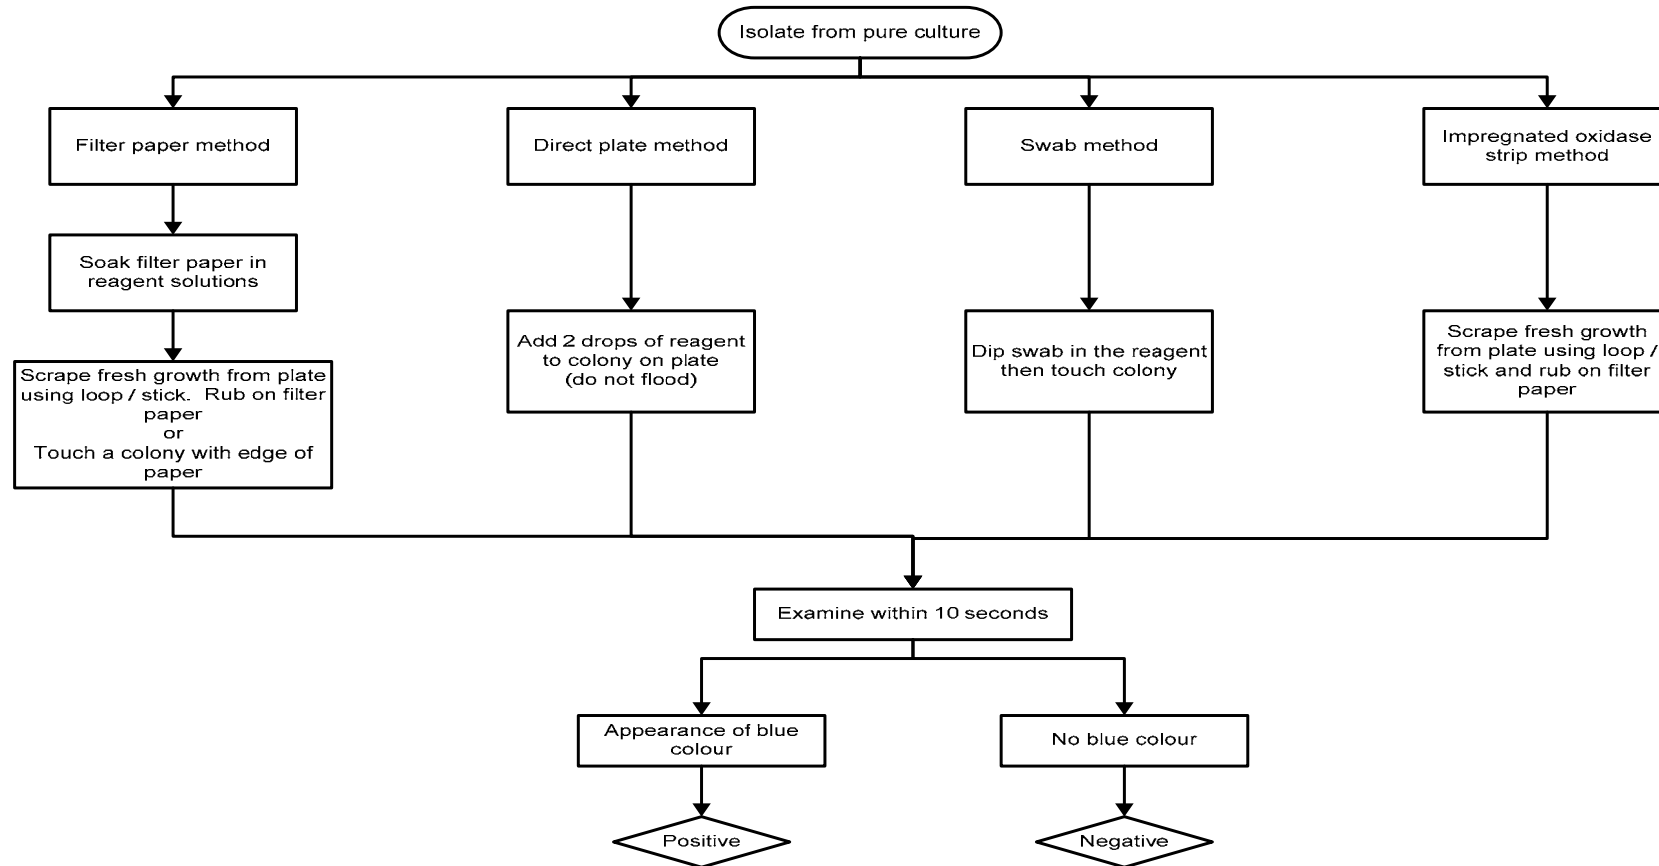 Isolate from pure culture
Filter paper method
Direct plate method
Swab method
Impregnated oxidase
strip method
Soak filter paper in
reagent solutions
Scrape fresh growth from plate
using loop / stick.  Rub on filter
paper
or
Touch a colony with edge of
paper
Add 2 drops of reagent
to colony on plate
(do not flood)
Dip swab in the reagent
then touch colony
Scrape fresh growth
from plate using loop /
stick and rub on filter
paper
Examine within 10 seconds
Appearance of blue
colour
No blue colour
Positive
Negative